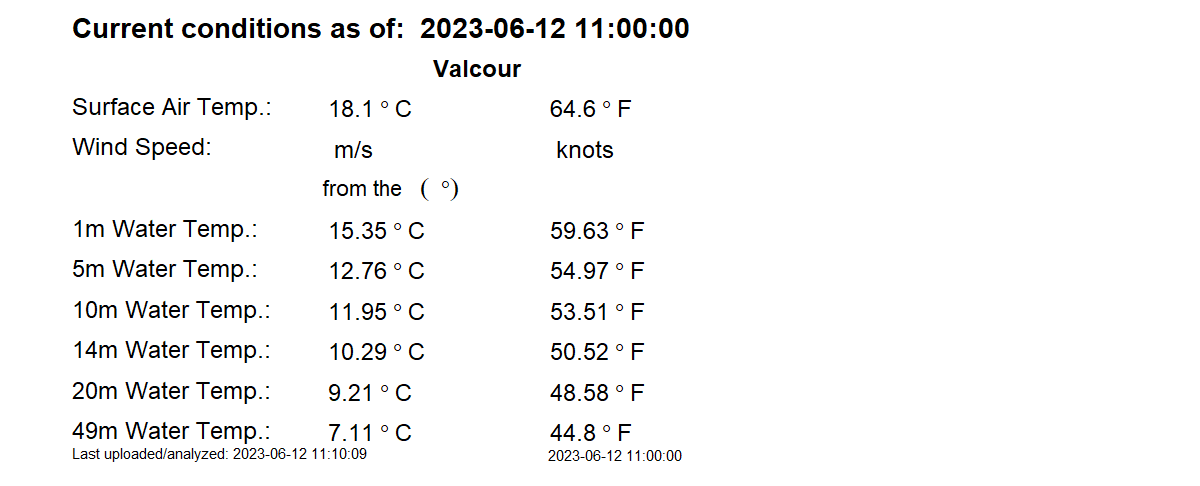 Current conditions as of: 2023-06-12 11:00:00
Valcour
Surface Air Temp.: 18.1 ° C 64.6 ° F
Wind Speed: m/s knots
from the ( °)
1m Water Temp.: 15.35 ° C 59.63 ° F
5m Water Temp.: 12.76 ° C 54.97 ° F
10m Water Temp.: 11.95 ° C 53.51 ° F
14m Water Temp.: 10.29 ° C 50.52 ° F
20m Water Temp.: 9.21 ° C 48.58 ° F
49m Water Temp.: 7.11 ° C 44.8 ° F
Last uploaded/analyzed: 2023-06-12 11:10:09 2023-06-12 11:00:00